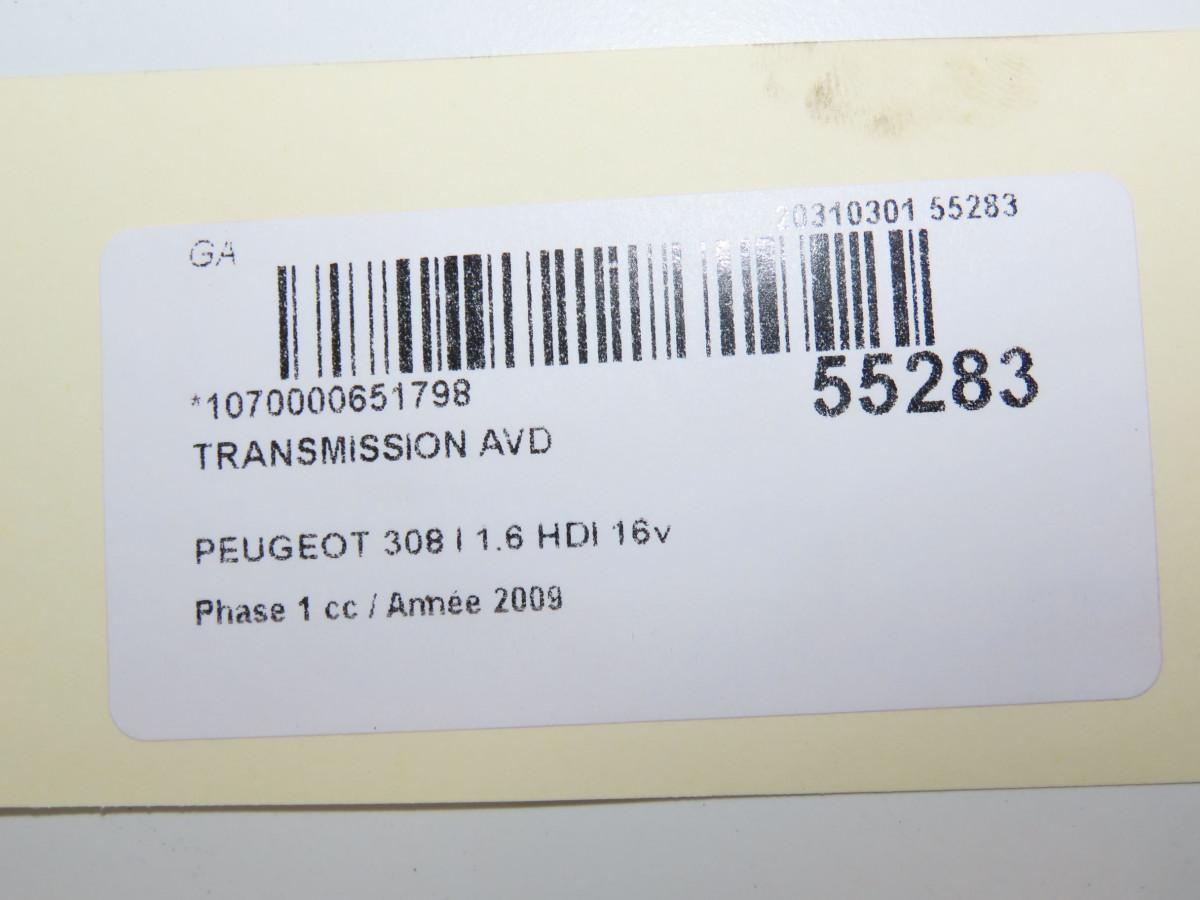 GA
20310301 55283
*1070000651798
55283
TRANSMISSION AVD
PEUGEOT 308 I 1.6 HDI 16v
Phase 1 cc / Année 2009